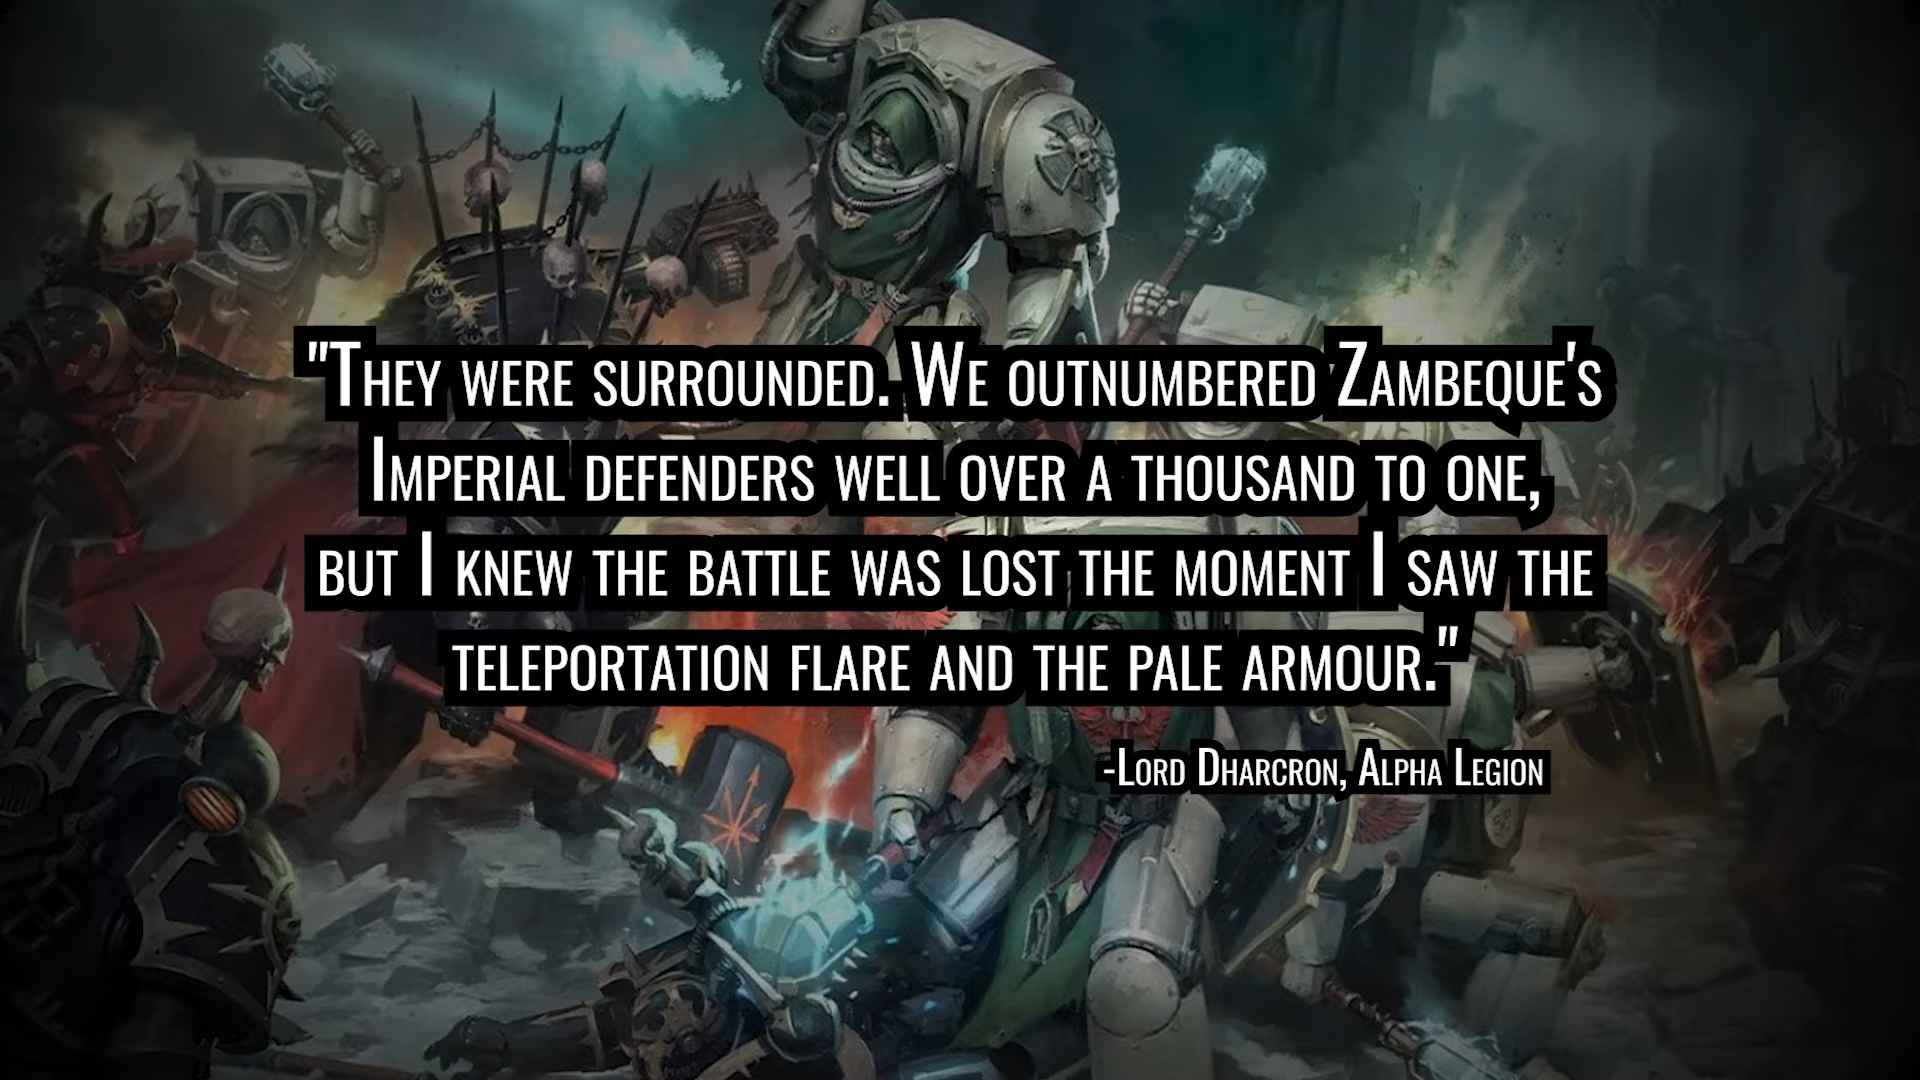 "They were surrounded. We outnumbered Zambeque's
Imperial defenders well over a thousand to one,
but I knew the battle was lost the moment I saw the
teleportation flare and the pale armour."
-Lord Dharcron, Alpha Legion